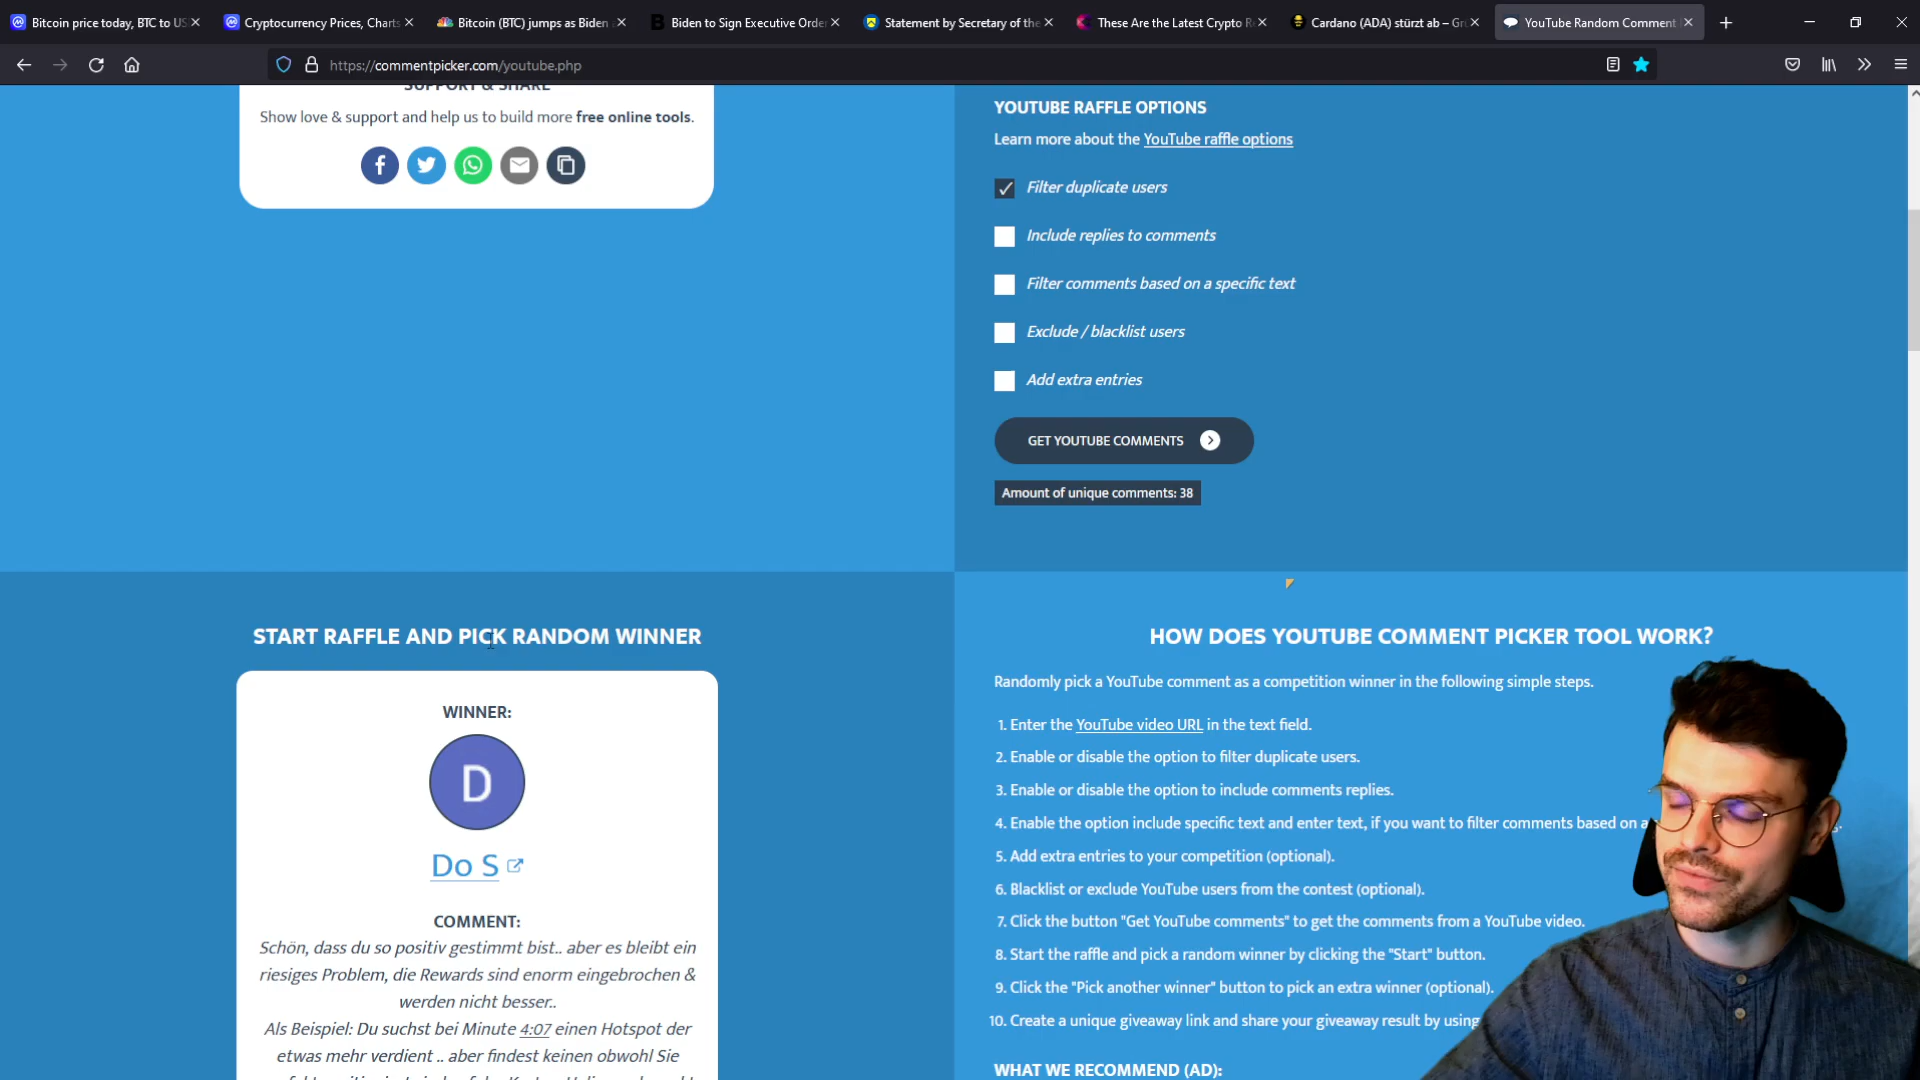 Bitcoin price today, BTC to US
Cryptocurrency Prices, Charts
Bitcoin (BTC) jumps as Biden
Biden to Sign Executive Order
Statement by Secretary of the
These Are the Latest Crypto R
Cardano (ADA) stürzt ab – Gr
YouTube Random Comment
https://commentpicker.com/youtube.php
SUPPORT & SHARE
Show love & support and help us to build more free online tools.
YOUTUBE RAFFLE OPTIONS
Learn more about the YouTube raffle options
Filter duplicate users
Include replies to comments
Filter comments based on a specific text
Exclude / blacklist users
Add extra entries
GET YOUTUBE COMMENTS
Amount of unique comments: 38
START RAFFLE AND PICK RANDOM WINNER
WINNER:
D
Do S
COMMENT:
Schön, dass du so positiv gestimmt bist.. aber es bleibt ein
riesiges Problem, die Rewards sind enorm eingebrochen &
werden nicht besser..
Als Beispiel: Du suchst bei Minute 4:07 einen Hotspot der
etwas mehr verdient .. aber findest keinen obwohl Sie
HOW DOES YOUTUBE COMMENT PICKER TOOL WORK?
Randomly pick a YouTube comment as a competition winner in the following simple steps.
1. Enter the YouTube video URL in the text field.
2. Enable or disable the option to filter duplicate users.
3. Enable or disable the option to include comments replies.
4. Enable the option include specific text and enter text, if you want to filter comments based on a
5. Add extra entries to your competition (optional).
6. Blacklist or exclude YouTube users from the contest (optional).
7. Click the button "Get YouTube comments" to get the comments from a YouTube video.
8. Start the raffle and pick a random winner by clicking the "Start" button.
9. Click the "Pick another winner" button to pick an extra winner (optional).
10. Create a unique giveaway link and share your giveaway result by using
WHAT WE RECOMMEND (AD):